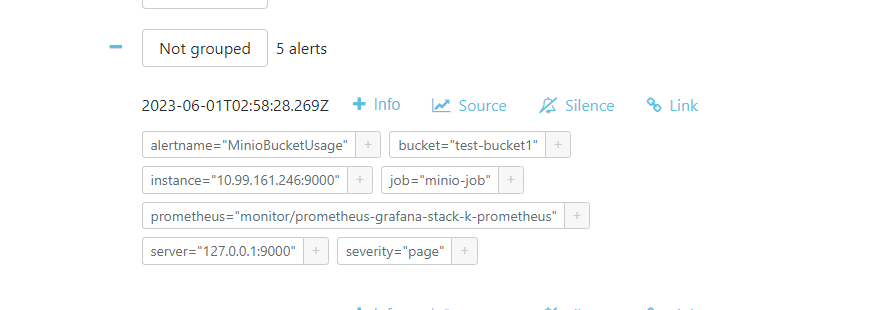 Not grouped 5 alerts
2023-06-01T02:58:28.269Z Info Source Silence Link
alertname="MinioBucketUsage" + bucket="test-bucket1" +
instance="10.99.161.246:9000" + job="minio-job" +
prometheus="monitor/prometheus-grafana-stack-k-prometheus" +
server="127.0.0.1:9000" + severity="page" +